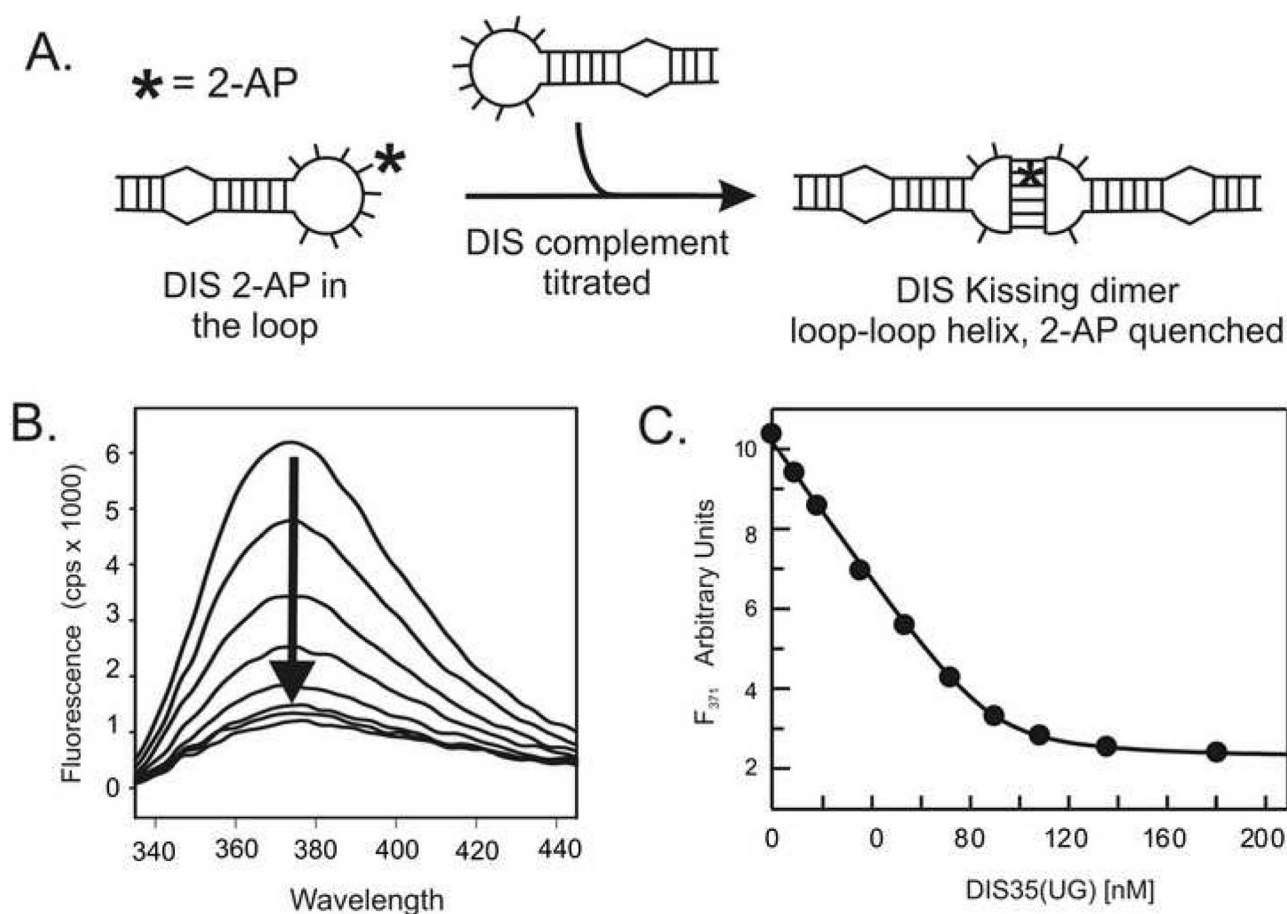 A.
* = 2-AP
DIS 2-AP in
the loop
DIS complement
titrated
DIS Kissing dimer
loop-loop helix, 2-AP quenched
B.
Fluorescence (cps x 1000)
6
5
4
3
2
1
0
340 360 380 400 420 440
Wavelength
C.
F371 Arbitrary Units
10
8
6
4
2
0 0 80 120 160 200
DIS35(UG) [nM]